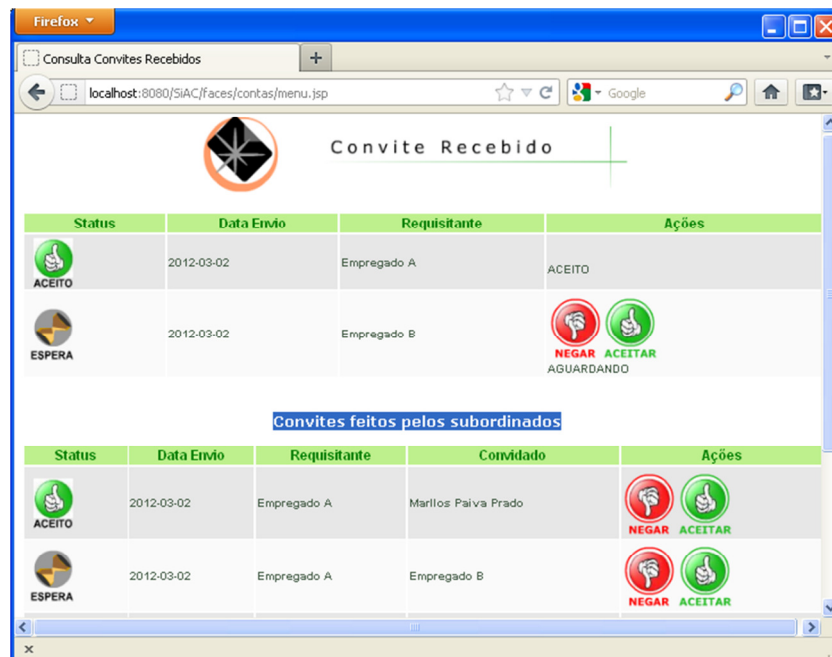 Firefox
Consulta Convites Recebidos
localhost:8080/SiAC/faces/contas/menu.jsp
Google
Convite Recebido
Status Data Envio Requisitante Ações
ACEITO 2012-03-02 Empregado A ACEITO
ESPERA 2012-03-02 Empregado B NEGAR ACEITAR
AGUARDANDO
Convites feitos pelos subordinados
Status Data Envio Requisitante Convidado Ações
ACEITO 2012-03-02 Empregado A Marllos Paiva Prado NEGAR ACEITAR
ESPERA 2012-03-02 Empregado A Empregado B NEGAR ACEITAR